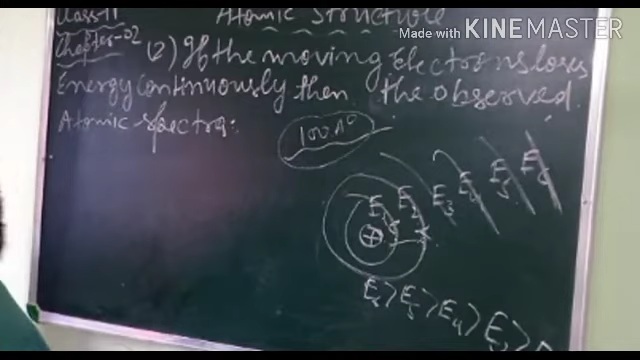 Class-11
Atomic Structure
Made with KINEMASTER
Chapter-02
(2) If the moving Electrons loses
Energy continuously then the observed
Atomic-spectra:
100A°
E1 E2 E3 E4 E5 E6
E6>E5>E4>E3>